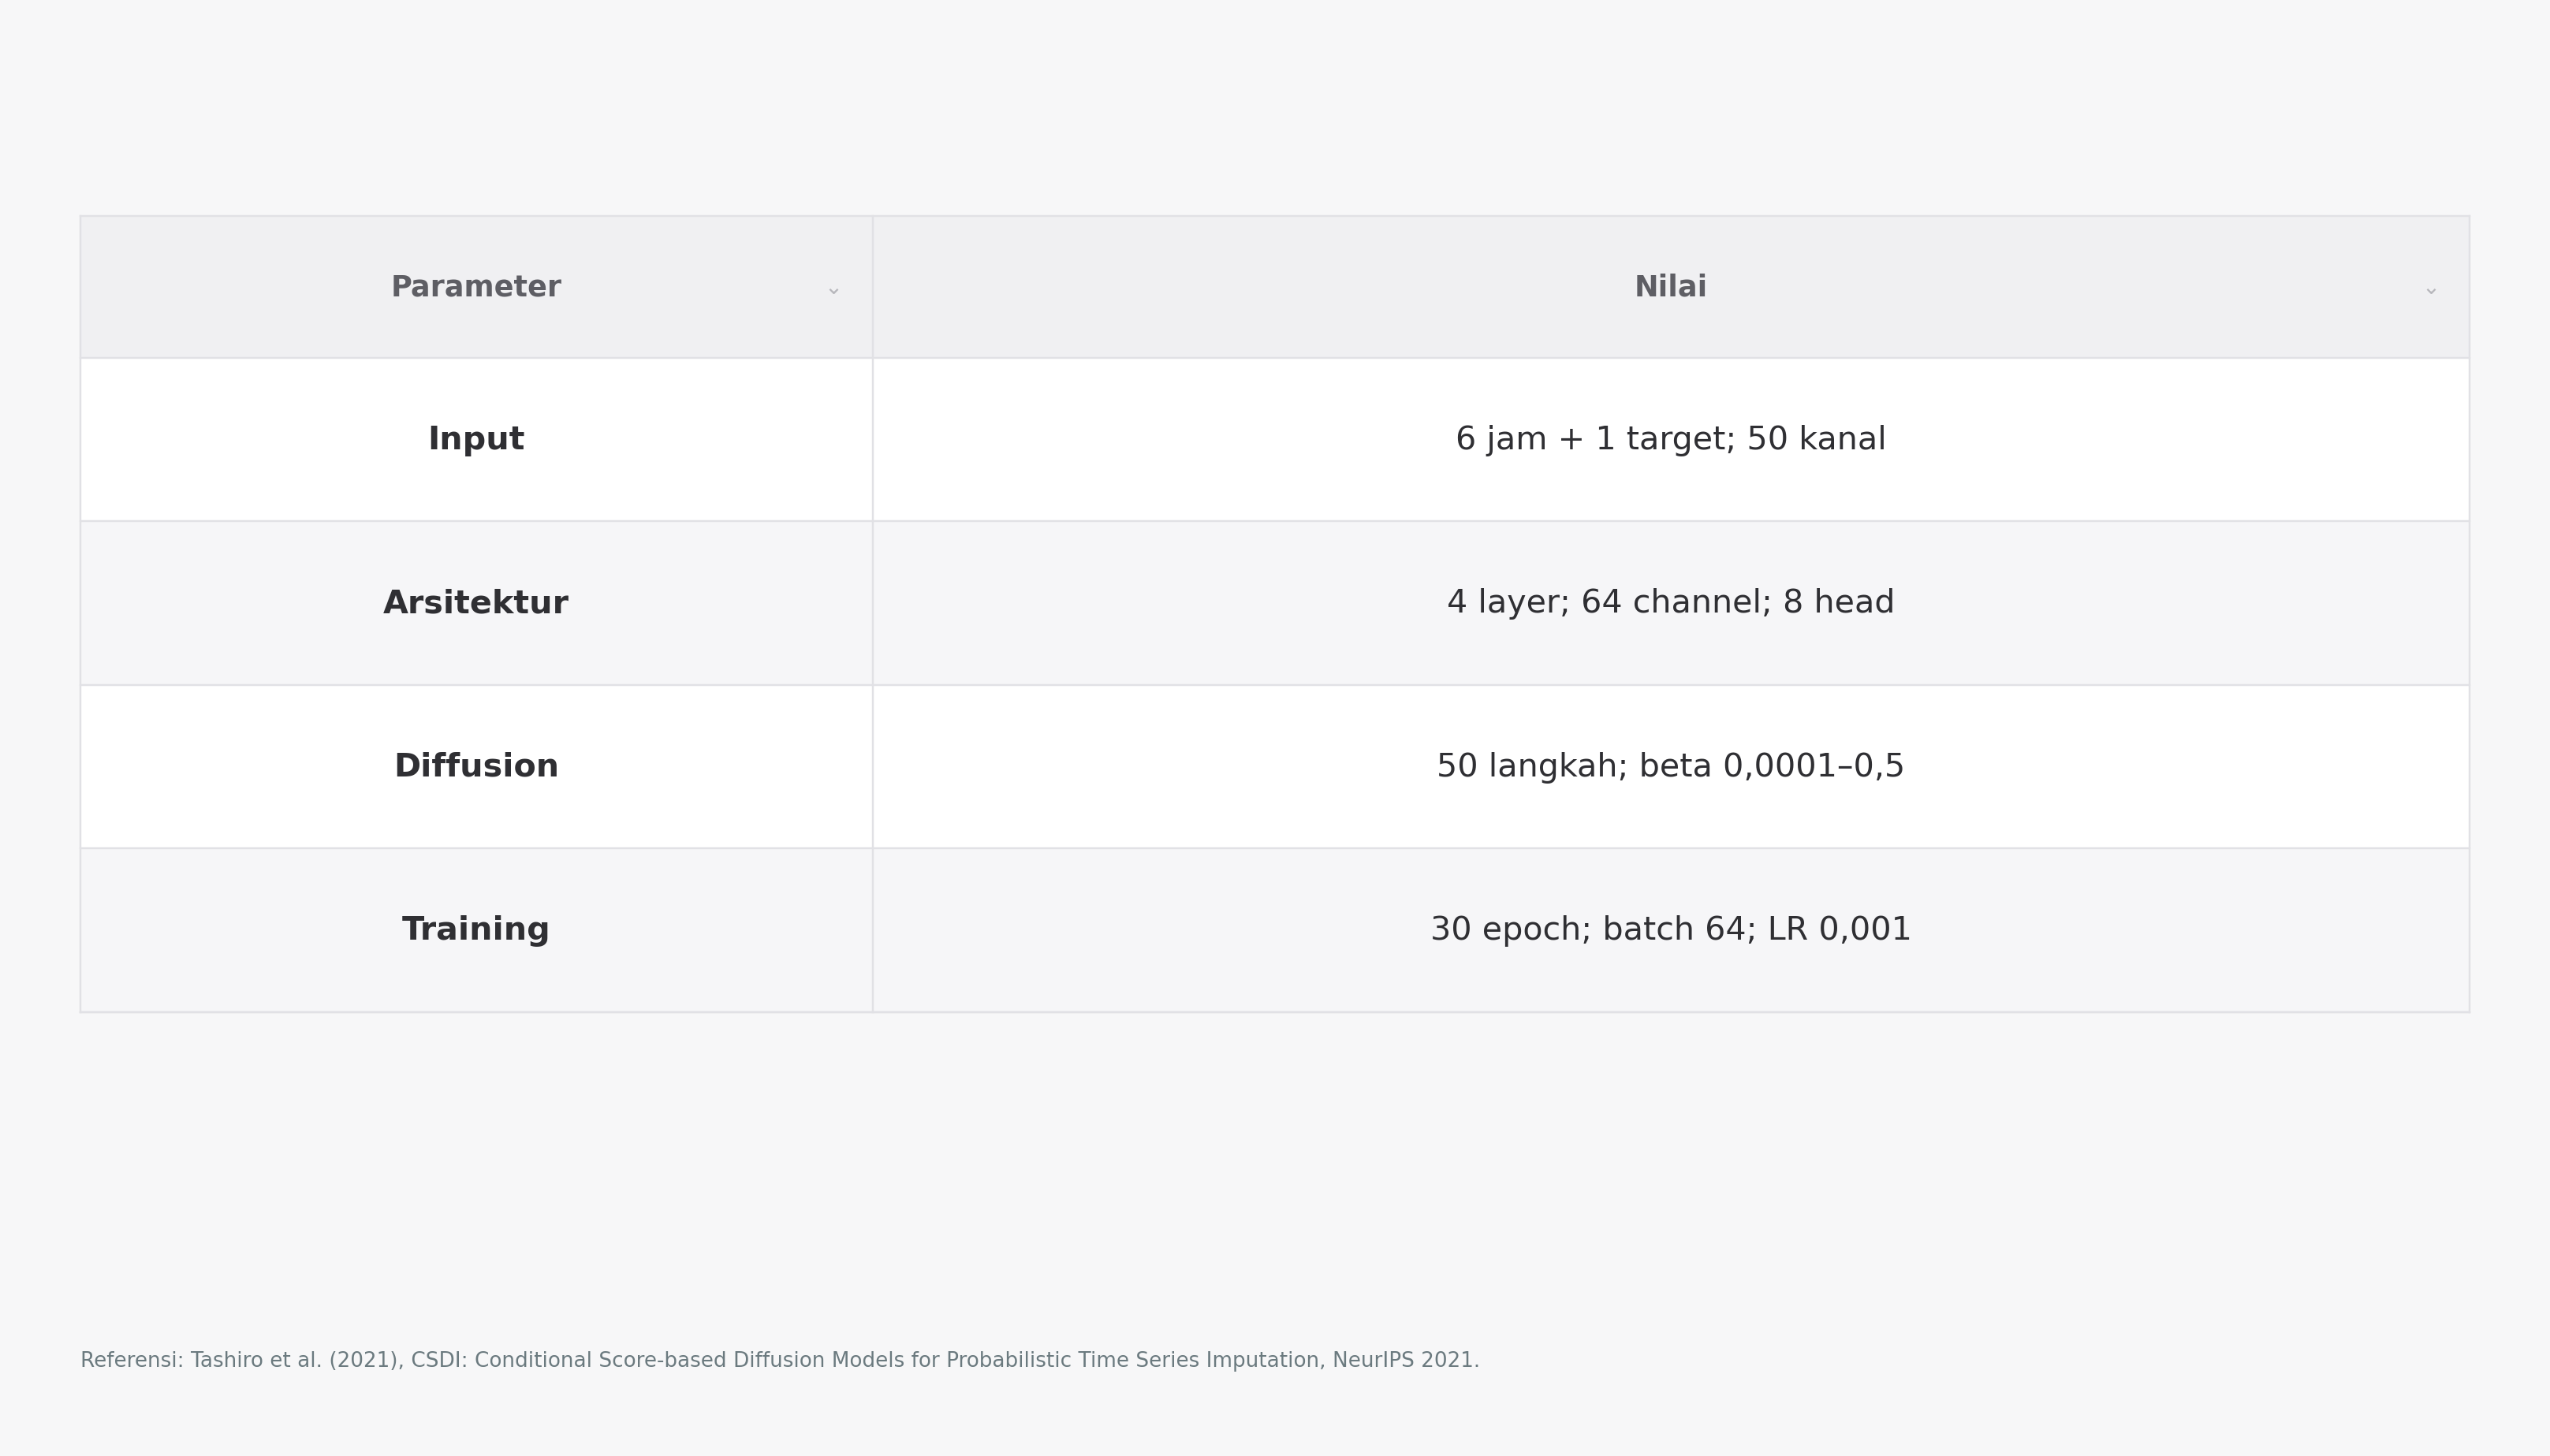 Parameter Nilai
Input 6 jam + 1 target; 50 kanal
Arsitektur 4 layer; 64 channel; 8 head
Diffusion 50 langkah; beta 0,0001–0,5
Training 30 epoch; batch 64; LR 0,001
Referensi: Tashiro et al. (2021), CSDI: Conditional Score-based Diffusion Models for Probabilistic Time Series Imputation, NeurIPS 2021.